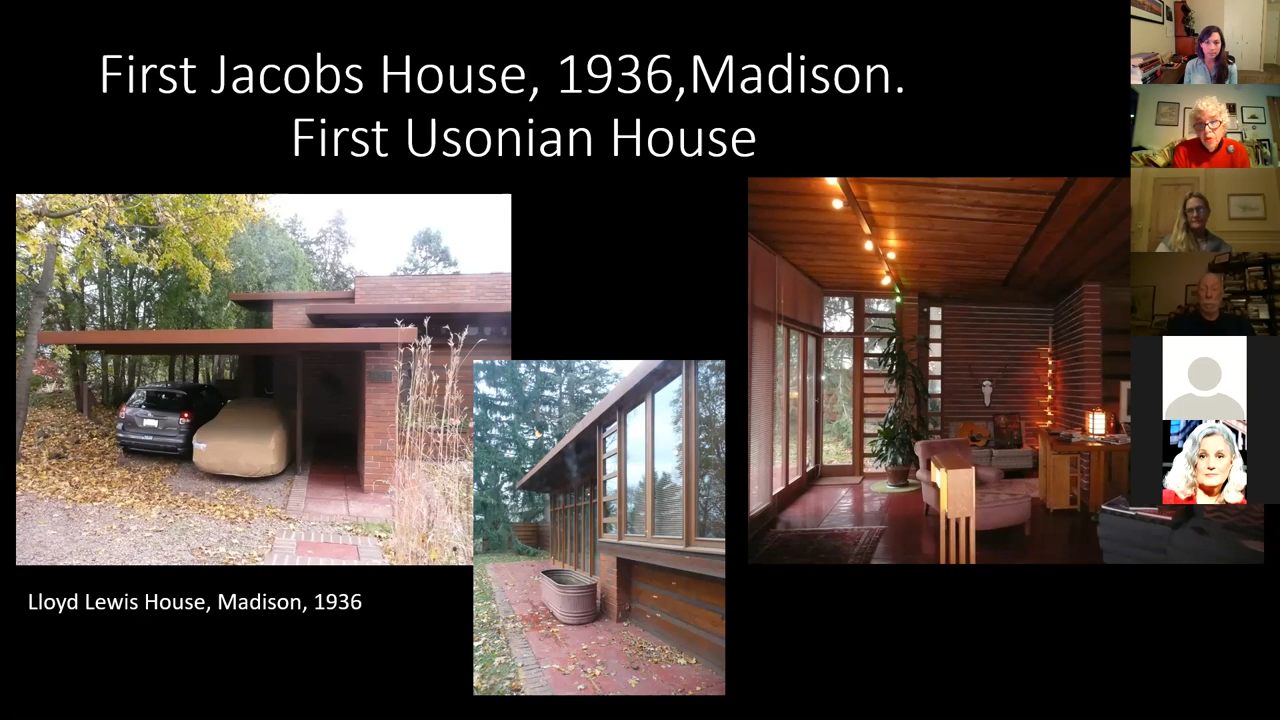 First Jacobs House, 1936,Madison.
First Usonian House
Lloyd Lewis House, Madison, 1936